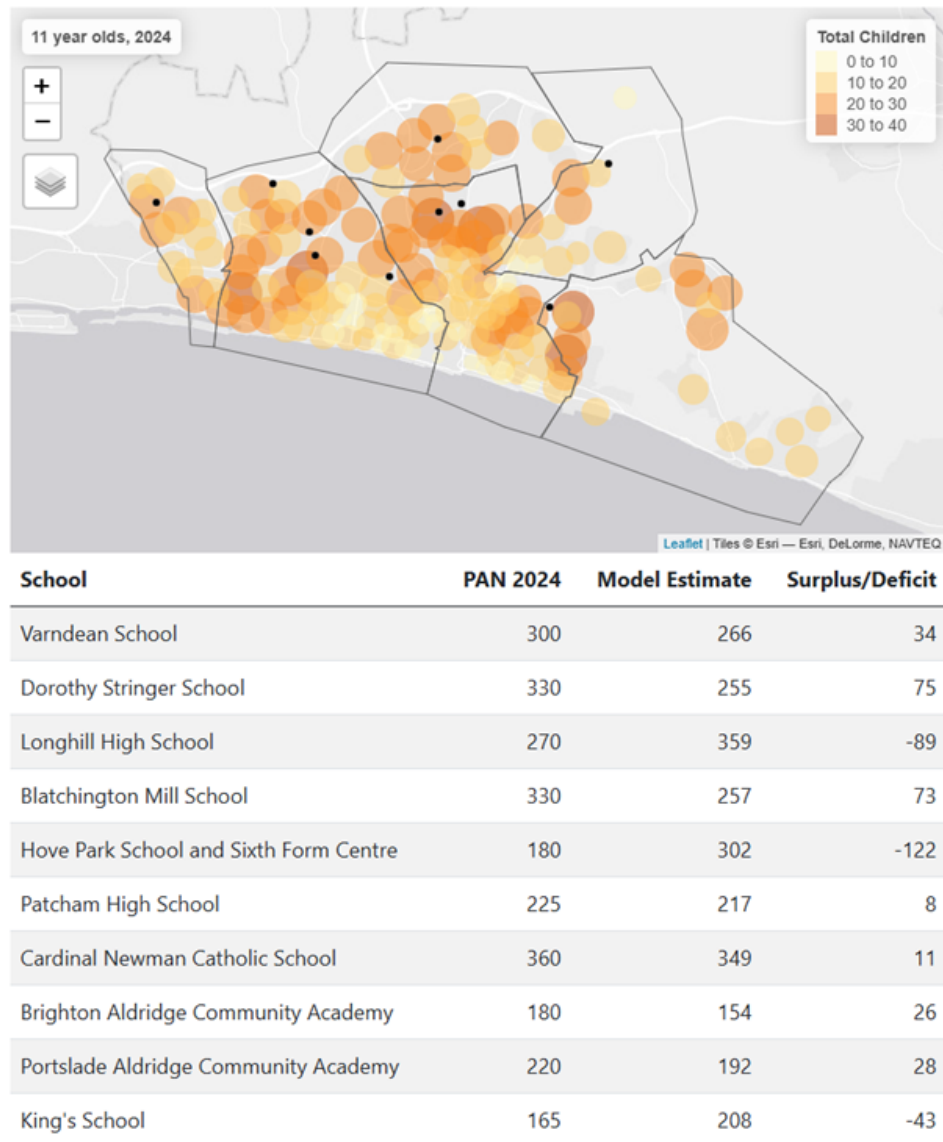 11 year olds, 2024
+
−
Total Children
0 to 10
10 to 20
20 to 30
30 to 40
Leaflet | Tiles © Esri — Esri, DeLorme, NAVTEQ
School PAN 2024 Model Estimate Surplus/Deficit
Varndean School 300 266 34
Dorothy Stringer School 330 255 75
Longhill High School 270 359 -89
Blatchington Mill School 330 257 73
Hove Park School and Sixth Form Centre 180 302 -122
Patcham High School 225 217 8
Cardinal Newman Catholic School 360 349 11
Brighton Aldridge Community Academy 180 154 26
Portslade Aldridge Community Academy 220 192 28
King's School 165 208 -43